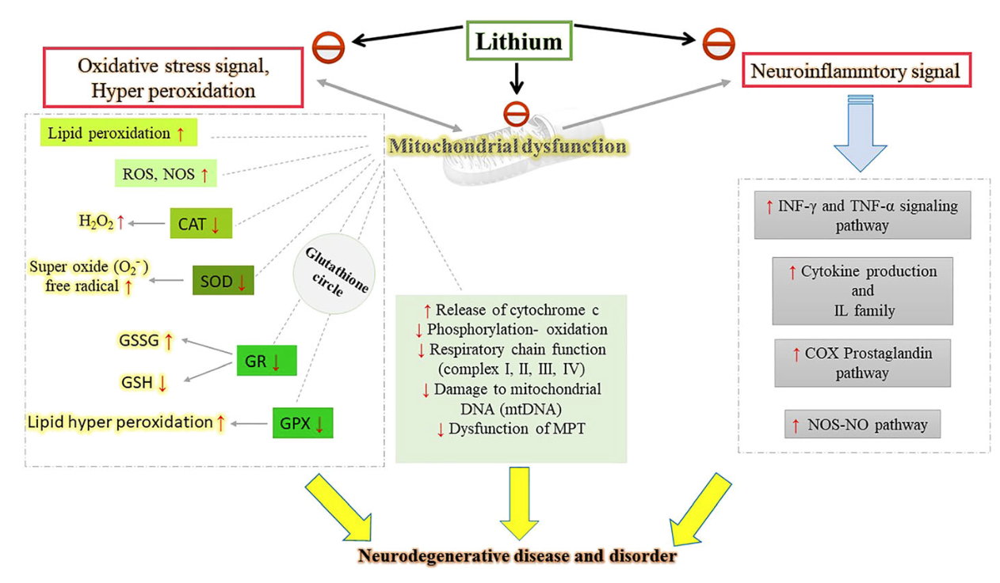 Lithium
Oxidative stress signal,
Hyper peroxidation
Neuroinflammtory signal
Mitochondrial dysfunction
Lipid peroxidation ↑
ROS, NOS ↑
H₂O₂ ↑
CAT ↓
Super oxide (O₂⁻)
free radical ↑
SOD ↓
Glutathione
circle
GSSG ↑
GR ↓
GSH ↓
Lipid hyper peroxidation ↑
GPX ↓
↑ Release of cytochrome c
↓ Phosphorylation- oxidation
↓ Respiratory chain function
(complex I, II, III, IV)
↓ Damage to mitochondrial
DNA (mtDNA)
↓ Dysfunction of MPT
↑ INF-γ and TNF-α signaling
pathway
↑ Cytokine production
and
IL family
↑ COX Prostaglandin
pathway
↑ NOS-NO pathway
Neurodegenerative disease and disorder